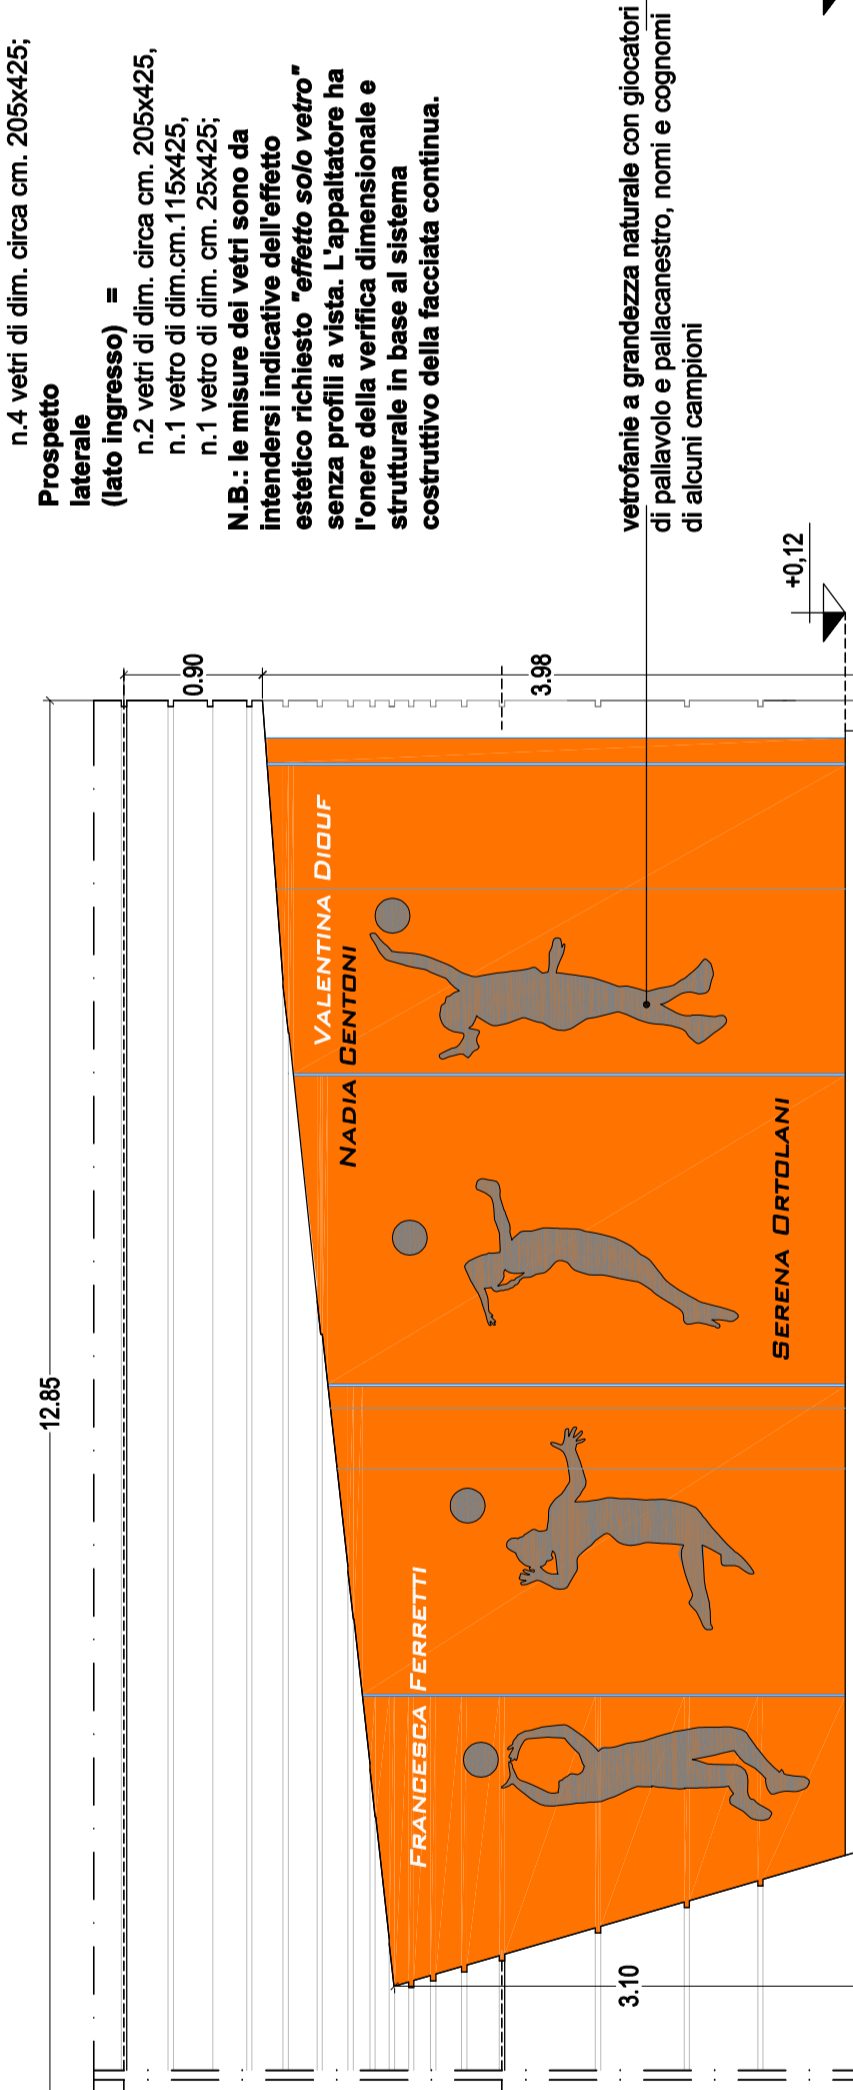 n.4 vetri di dim. circa cm. 205x425;
Prospetto
laterale
(lato ingresso) =
n.2 vetri di dim. circa cm. 205x425,
n.1 vetro di dim.cm.115x425,
n.1 vetro di dim. cm. 25x425;
N.B.: le misure dei vetri sono da
intendersi indicative dell'effetto
estetico richiesto "effetto solo vetro"
senza profili a vista. L'appaltatore ha
l'onere della verifica dimensionale e
strutturale in base al sistema
costruttivo della facciata continua.
vetrofanie a grandezza naturale con giocatori
di pallavolo e pallacanestro, nomi e cognomi
di alcuni campioni
+0,12
12.85
0.90
3.98
3.10
VALENTINA DIOUF
NADIA CENTONI
FRANCESCA FERRETTI
SERENA ORTOLANI